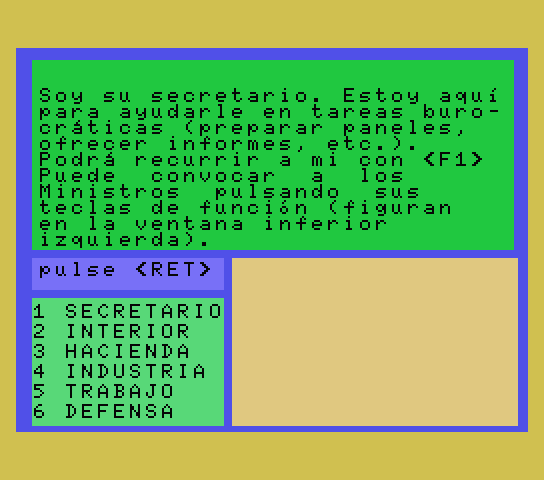 Soy su secretario. Estoy aquí
para ayudarle en tareas buro-
cráticas (preparar paneles,
ofrecer informes, etc.).
Podrá recurrir a mi con <F1>
Puede convocar a los
Ministros pulsando sus
teclas de función (figuran
en la ventana inferior
izquierda).
pulse <RET>
1 SECRETARIO
2 INTERIOR
3 HACIENDA
4 INDUSTRIA
5 TRABAJO
6 DEFENSA